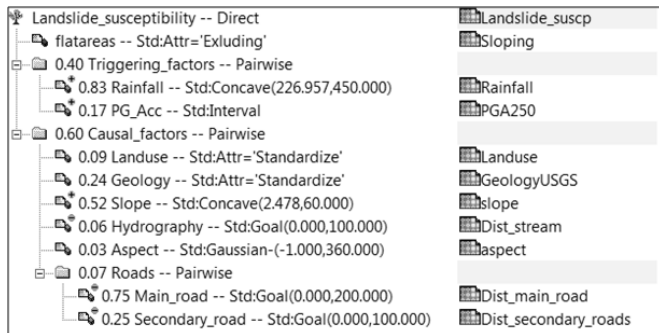 Landslide_susceptibility -- Direct Landslide_suscp
flatareas -- Std:Attr='Exluding' Sloping
0.40 Triggering_factors -- Pairwise
0.83 Rainfall -- Std:Concave(226.957,450.000) Rainfall
0.17 PG_Acc -- Std:Interval PGA250
0.60 Causal_factors -- Pairwise
0.09 Landuse -- Std:Attr='Standardize' Landuse
0.24 Geology -- Std:Attr='Standardize' GeologyUSGS
0.52 Slope -- Std:Concave(2.478,60.000) slope
0.06 Hydrography -- Std:Goal(0.000,100.000) Dist_stream
0.03 Aspect -- Std:Gaussian-(-1.000,360.000) aspect
0.07 Roads -- Pairwise
0.75 Main_road -- Std:Goal(0.000,200.000) Dist_main_road
0.25 Secondary_road -- Std:Goal(0.000,100.000) Dist_secondary_roads